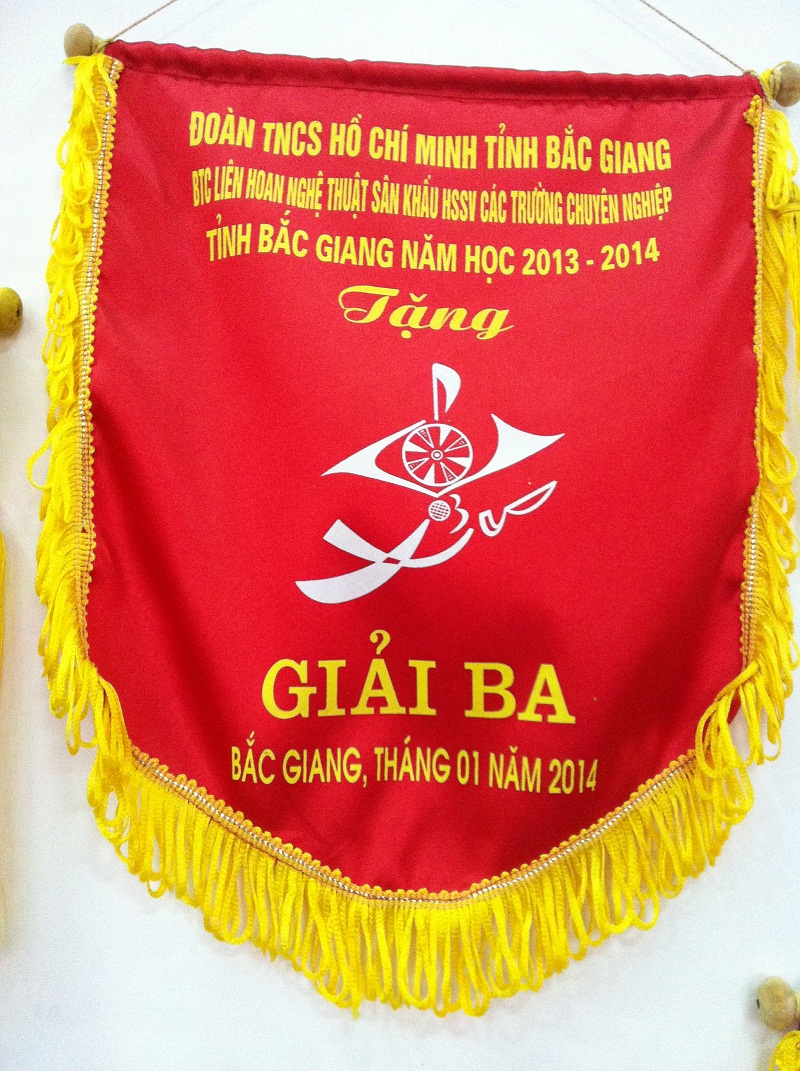 ĐOÀN TNCS HỒ CHÍ MINH TỈNH BẮC GIANG
BTC LIÊN HOAN NGHỆ THUẬT SÂN KHẤU HSSV CÁC TRƯỜNG CHUYÊN NGHIỆP
TỈNH BẮC GIANG NĂM HỌC 2013 - 2014
Tặng
GIẢI BA
BẮC GIANG, THÁNG 01 NĂM 2014